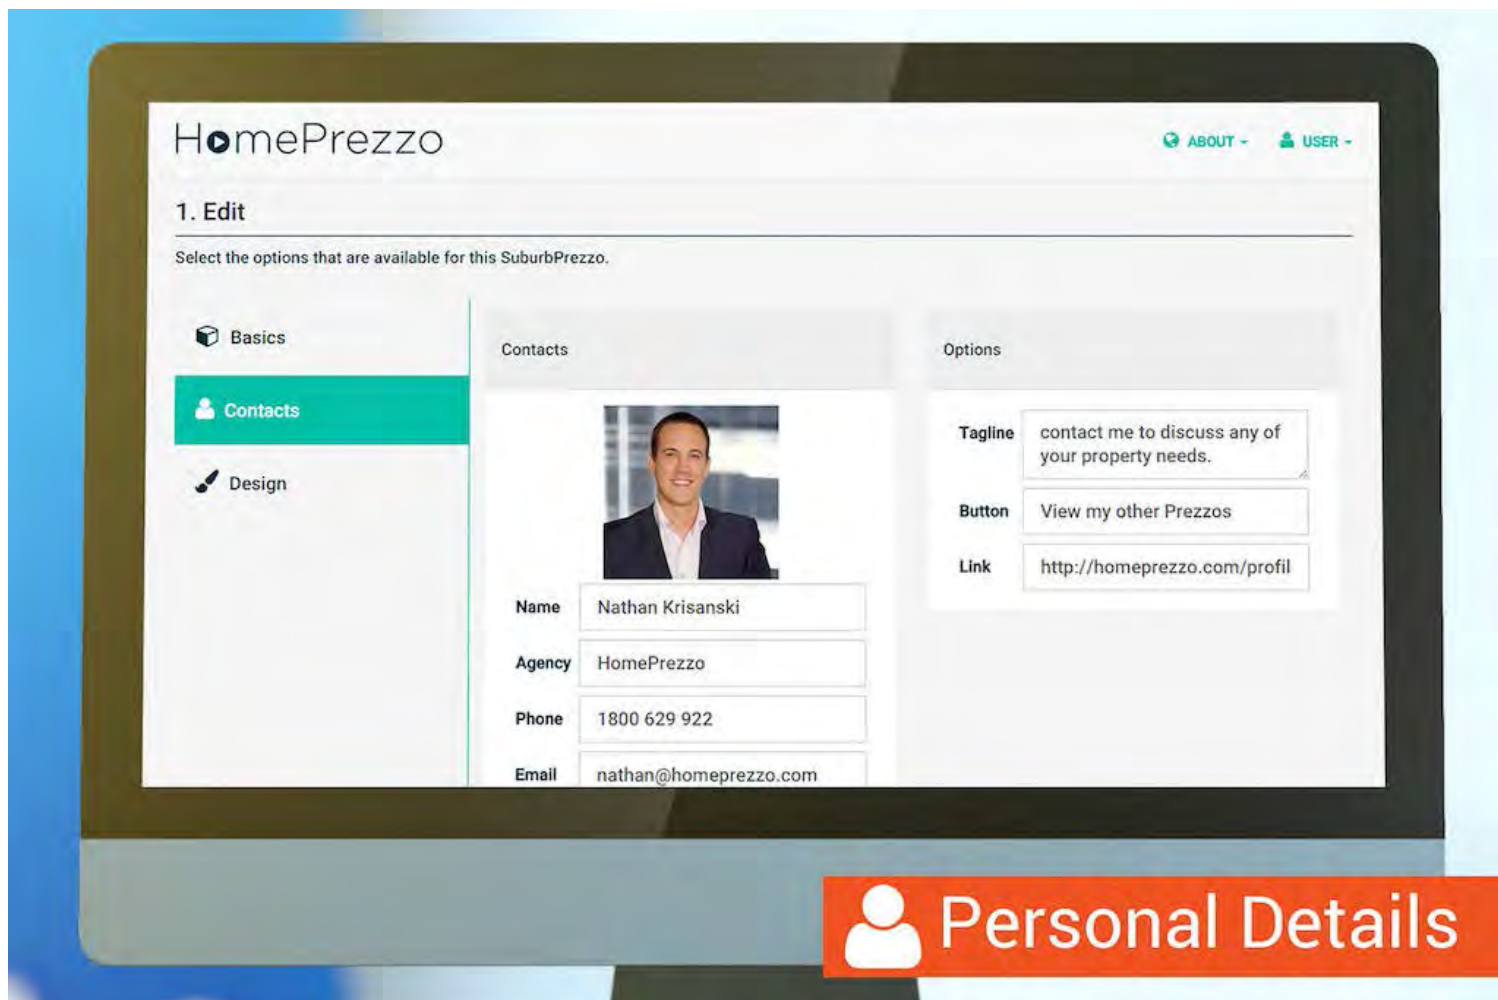 HomePrezzo
ABOUT
USER
1. Edit
Select the options that are available for this SuburbPrezzo.
Basics
Contacts
Design
Contacts
Name Nathan Krisanski
Agency HomePrezzo
Phone 1800 629 922
Email nathan@homeprezzo.com
Options
Tagline contact me to discuss any of
your property needs.
Button View my other Prezzos
Link http://homeprezzo.com/profil
Personal Details